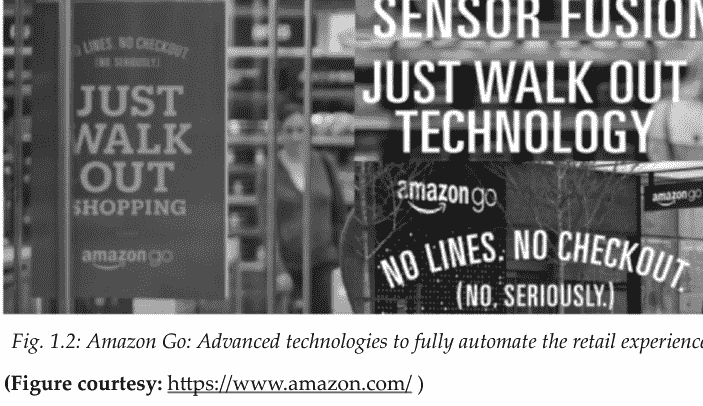 NO LINES. NO CHECKOUT
(NO, SERIOUSLY.)
JUST
WALK
OUT
SHOPPING
amazon go
SENSOR FUSION
JUST WALK OUT
TECHNOLOGY
amazon go
amazon go
NO LINES. NO CHECKOUT.
(NO, SERIOUSLY.)
Fig. 1.2: Amazon Go: Advanced technologies to fully automate the retail experience
(Figure courtesy: https://www.amazon.com/ )